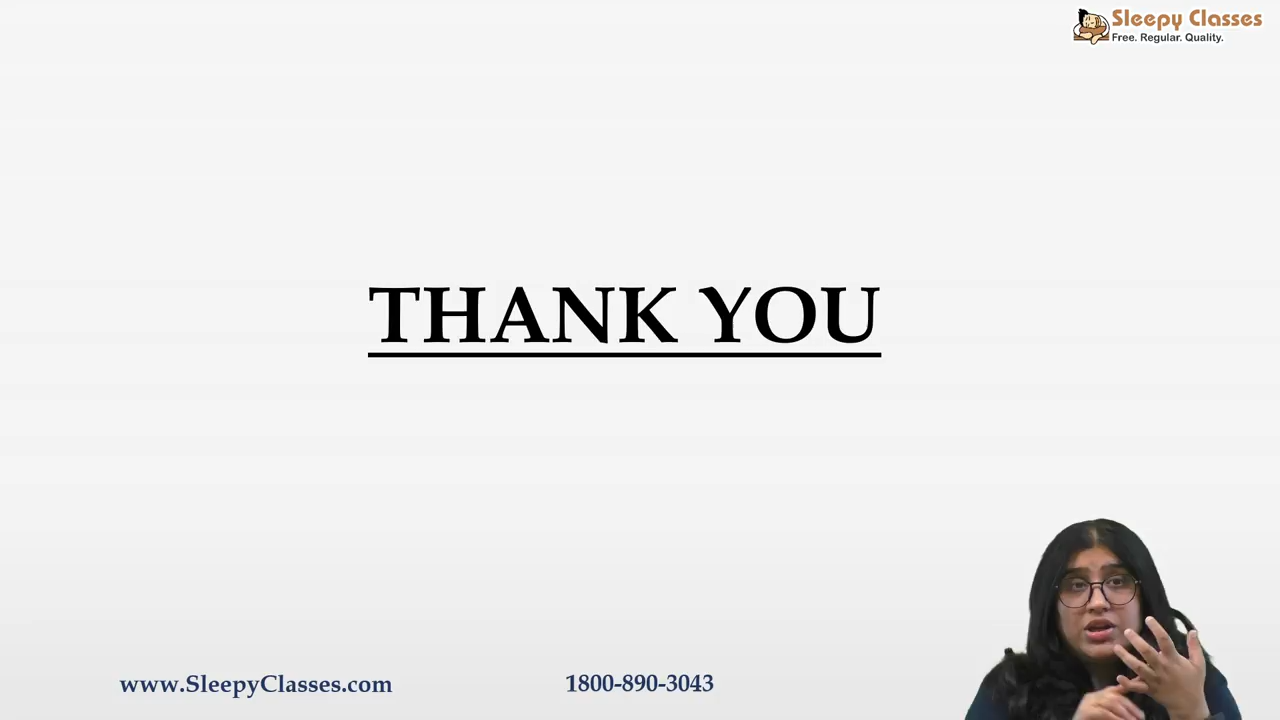 Sleepy Classes
Free. Regular. Quality.
THANK YOU
www.SleepyClasses.com
1800-890-3043